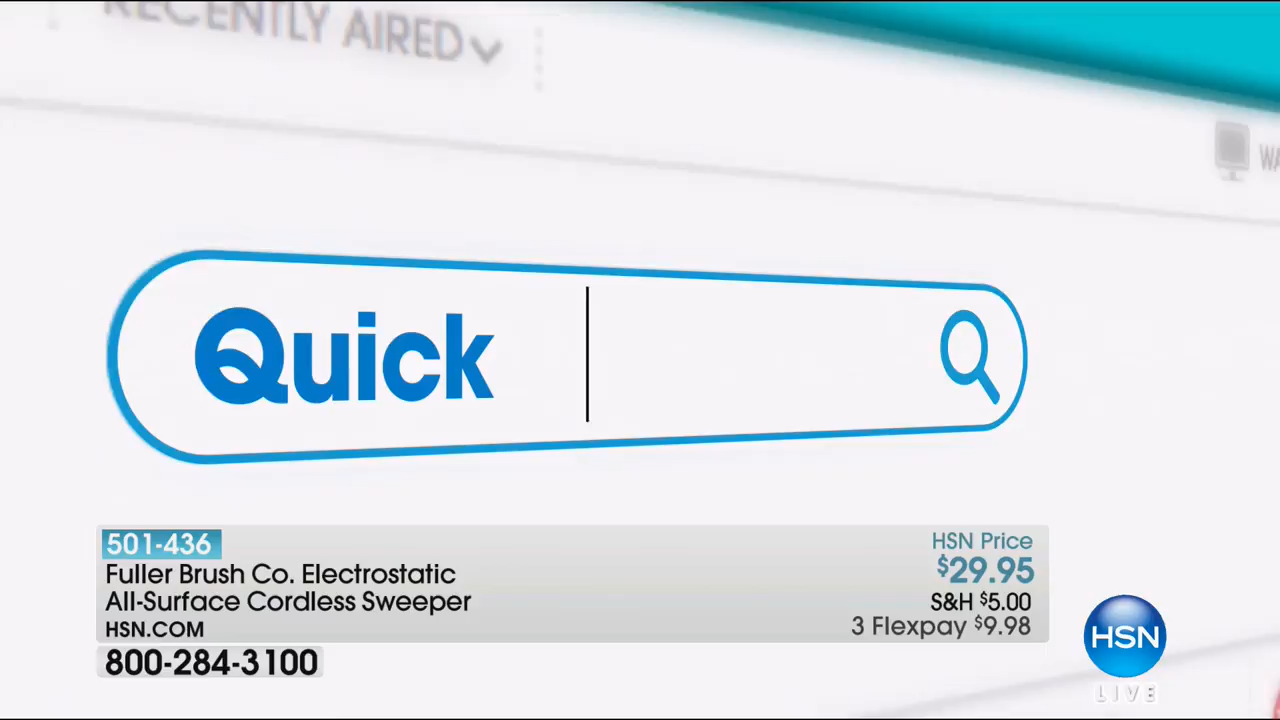 RECENTLY AIRED
WA
Quick
501-436
Fuller Brush Co. Electrostatic
All-Surface Cordless Sweeper
HSN.COM
800-284-3100
HSN Price
$29.95
S&H $5.00
3 Flexpay $9.98
HSN
LIVE